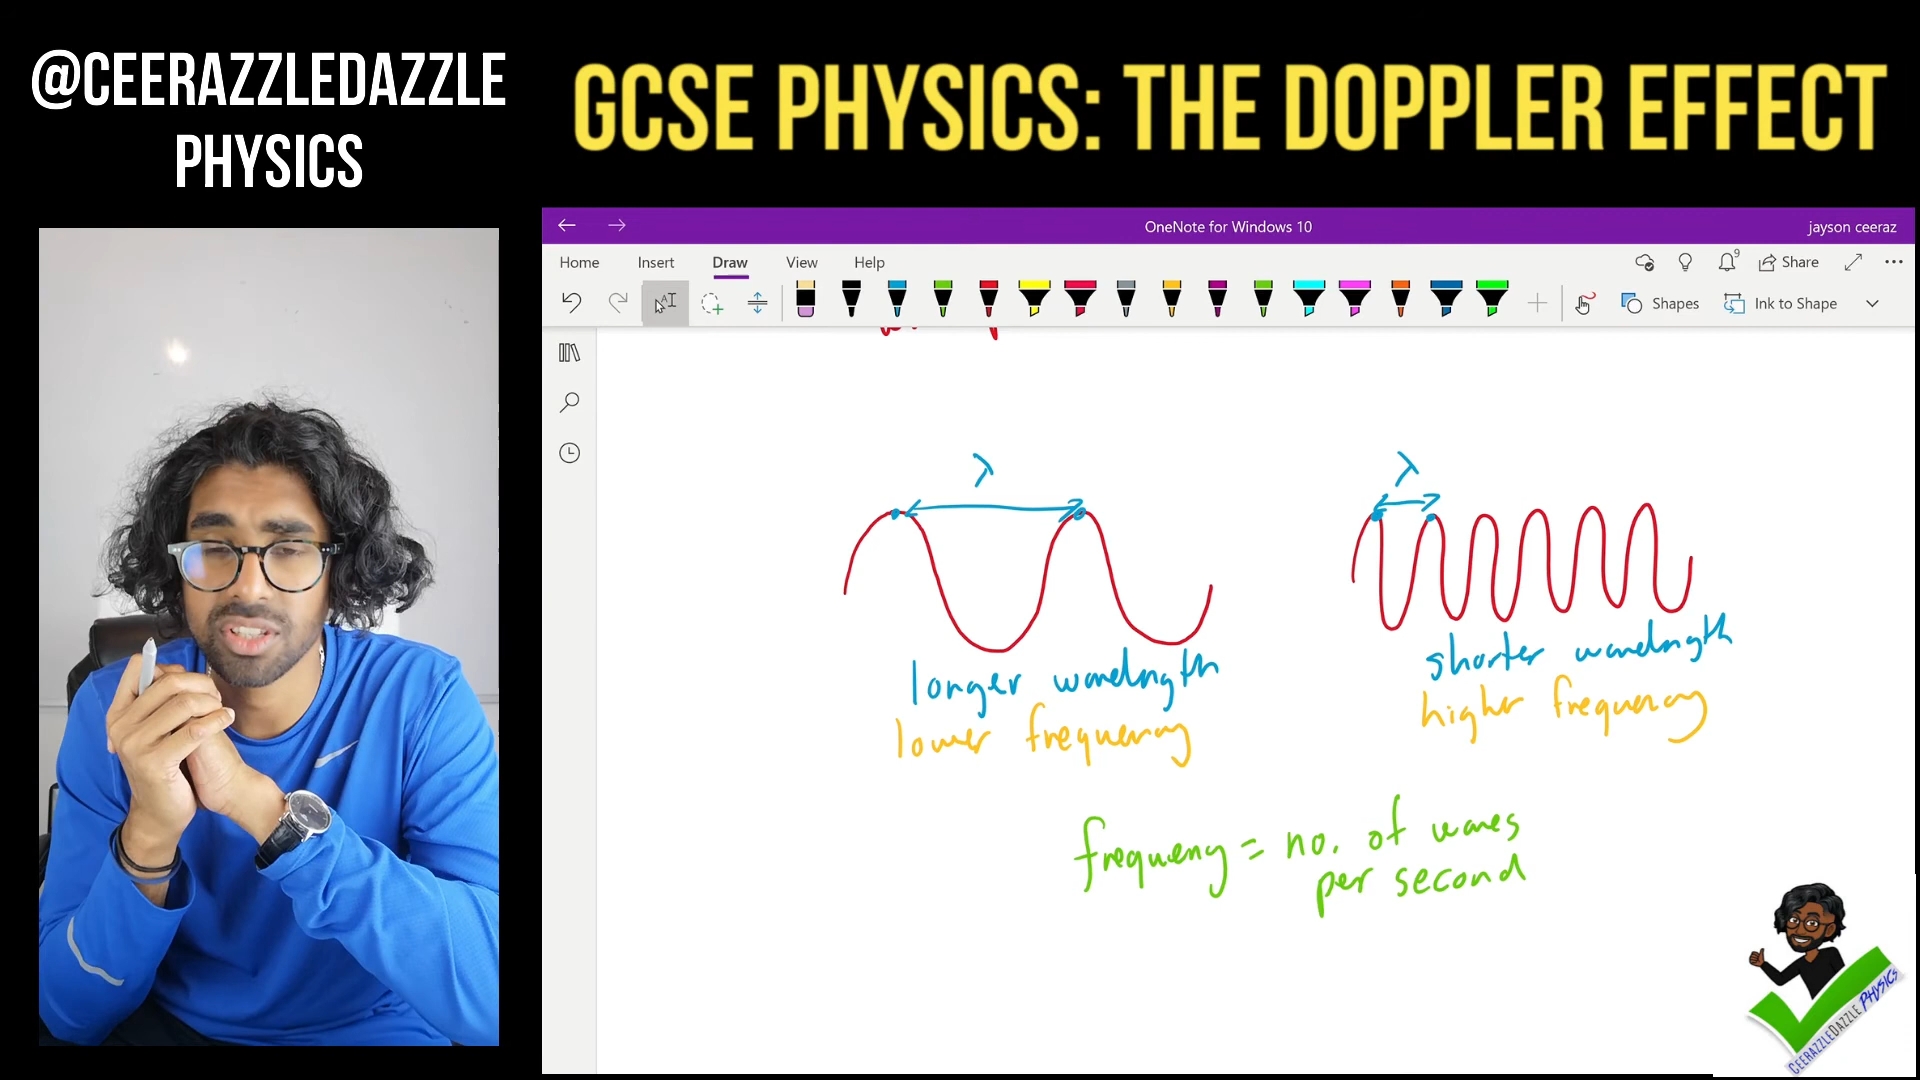 @CEERAZZLEDAZZLE
PHYSICS
GCSE PHYSICS: THE DOPPLER EFFECT
OneNote for Windows 10
jayson ceeraz
Home Insert Draw View Help
9
Share
Shapes
Ink to Shape
λ
λ
longer wavelength
lower frequency
shorter wavelength
higher frequency
frequency = no. of waves
per second
CEERAZZLEDAZZLE PHYSICS